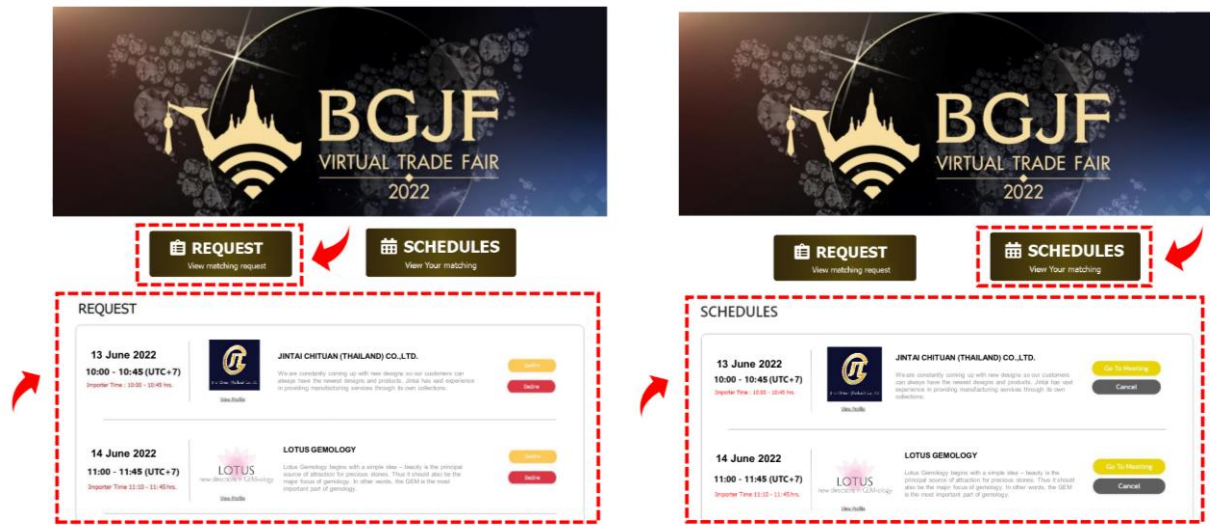 BGJF
VIRTUAL TRADE FAIR
2022
REQUEST
View matching request
SCHEDULES
View Your matching
REQUEST
13 June 2022
10:00 - 10:45 (UTC+7)
Importer Time : 10:00 - 10:45 hrs.
View Profile
JINTAI CHITUAN (THAILAND) CO.,LTD.
We are constantly coming up with new designs so our customers can
always have the newest designs and products. Jintai has vast experience
in providing manufacturing services through its own collections.
14 June 2022
11:00 - 11:45 (UTC+7)
Importer Time 11:10 - 11:45 hrs.
LOTUS
View Profile
LOTUS GEMOLOGY
Lotus Gemology begins with a simple idea – beauty is the principal
source of attraction for precious stones. Thus it should also be the
major focus of gemology. In other words, the GEM is the most
important part of gemology.
BGJF
VIRTUAL TRADE FAIR
2022
REQUEST
View matching request
SCHEDULES
View Your matching
SCHEDULES
13 June 2022
10:00 - 10:45 (UTC+7)
Importer Time : 10:00 - 10:45 hrs.
View Profile
JINTAI CHITUAN (THAILAND) CO.,LTD.
We are constantly coming up with new designs so our customers
can always have the newest designs and products. Jintai has vast
experience in providing manufacturing services through its own
collections.
Go To Meeting
Cancel
14 June 2022
11:00 - 11:45 (UTC+7)
Importer Time 11:10 - 11:45 hrs.
LOTUS
View Profile
LOTUS GEMOLOGY
Lotus Gemology begins with a simple idea – beauty is the
principal source of attraction for precious stones. Thus it should
also be the major focus of gemology. In other words, the GEM
is the most important part of gemology.
Go To Meeting
Cancel